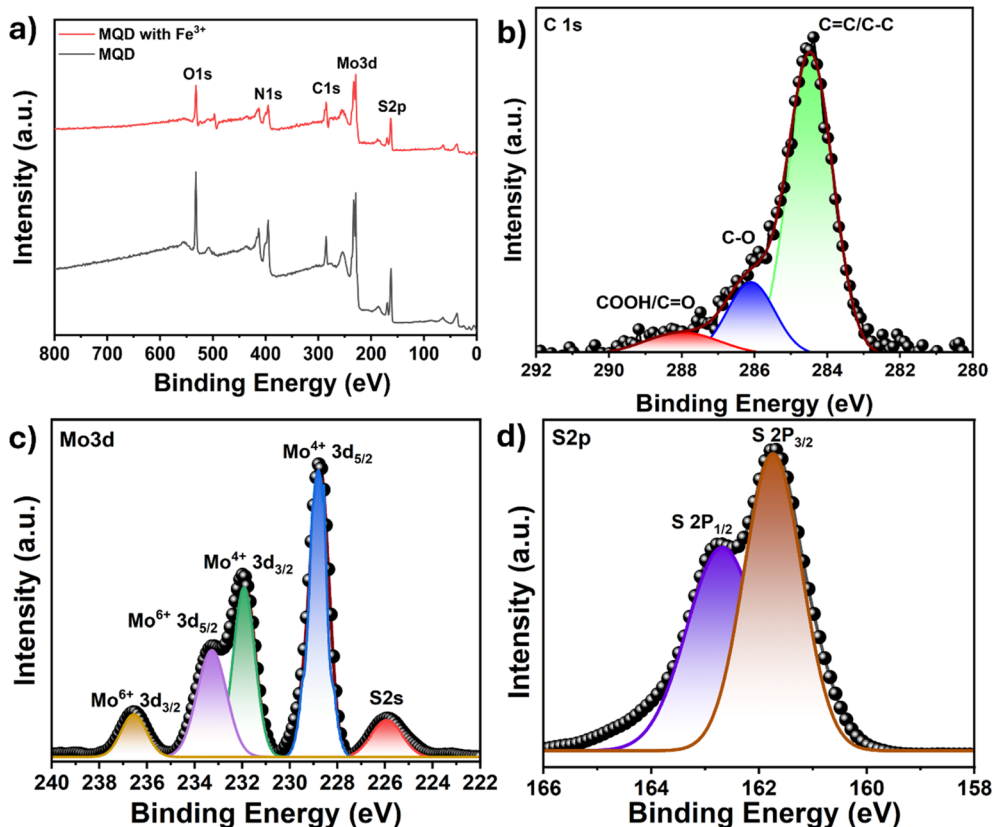 a)
MQD with Fe³⁺
MQD
O1s
N1s
C1s
Mo3d
S2p
Intensity (a.u.)
800 700 600 500 400 300 200 100 0
Binding Energy (eV)
b)
C 1s
C=C/C-C
C-O
COOH/C=O
Intensity (a.u.)
292 290 288 286 284 282 280
Binding Energy (eV)
c)
Mo3d
Mo⁴⁺ 3d₅/₂
Mo⁴⁺ 3d₃/₂
Mo⁶⁺ 3d₅/₂
Mo⁶⁺ 3d₃/₂
S2s
Intensity (a.u.)
240 238 236 234 232 230 228 226 224 222
Binding Energy (eV)
d)
S2p
S 2P₃/₂
S 2P₁/₂
Intensity (a.u.)
166 164 162 160 158
Binding Energy (eV)